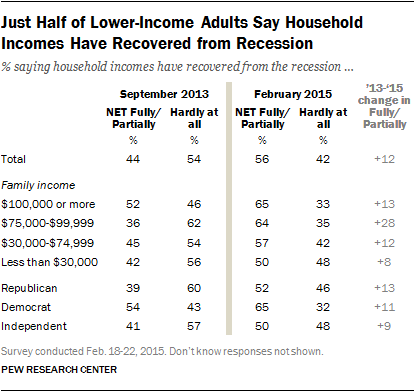 Just Half of Lower-Income Adults Say Household
Incomes Have Recovered from Recession
% saying household incomes have recovered from the recession ...
September 2013 February 2015 '13-'15
change in
Fully/
Partially
NET Fully/ Hardly at NET Fully/ Hardly at
Partially all Partially all
% % % %
Total 44 54 56 42 +12
Family income
$100,000 or more 52 46 65 33 +13
$75,000-$99,999 36 62 64 35 +28
$30,000-$74,999 45 54 57 42 +12
Less than $30,000 42 56 50 48 +8
Republican 39 60 52 46 +13
Democrat 54 43 65 32 +11
Independent 41 57 50 48 +9
Survey conducted Feb. 18-22, 2015. Don't know responses not shown.
PEW RESEARCH CENTER